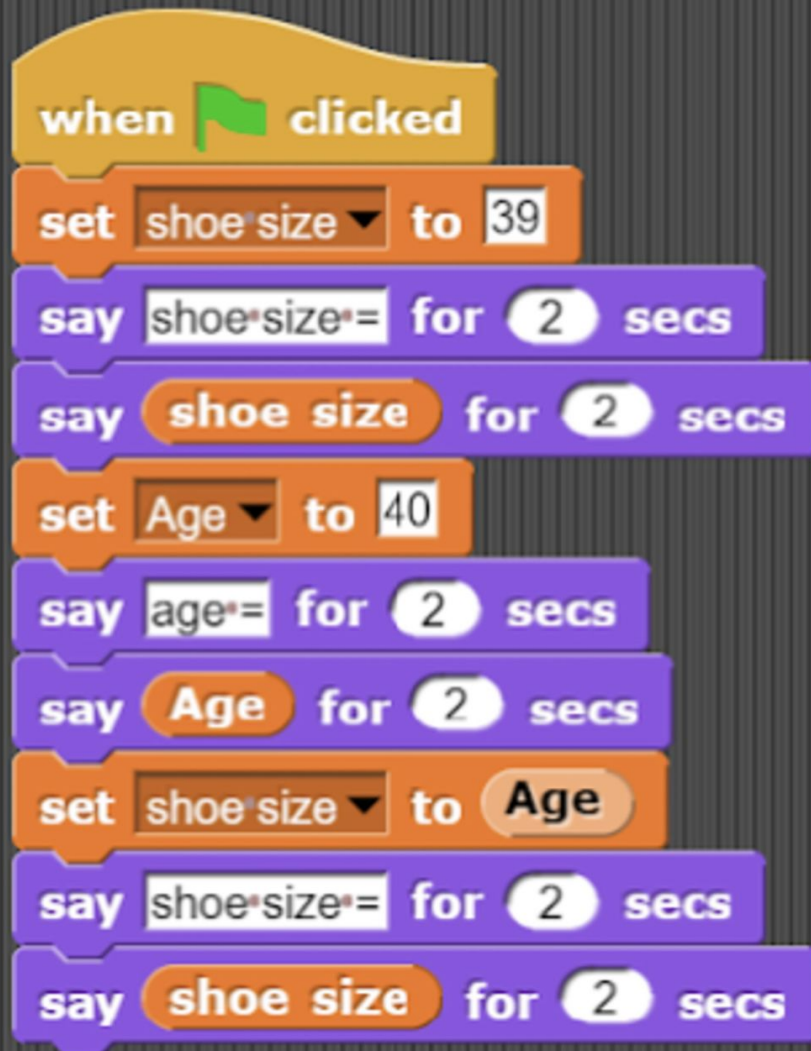 when clicked
set shoe size to 39
say shoe size = for 2 secs
say shoe size for 2 secs
set Age to 40
say age = for 2 secs
say Age for 2 secs
set shoe size to Age
say shoe size = for 2 secs
say shoe size for 2 secs